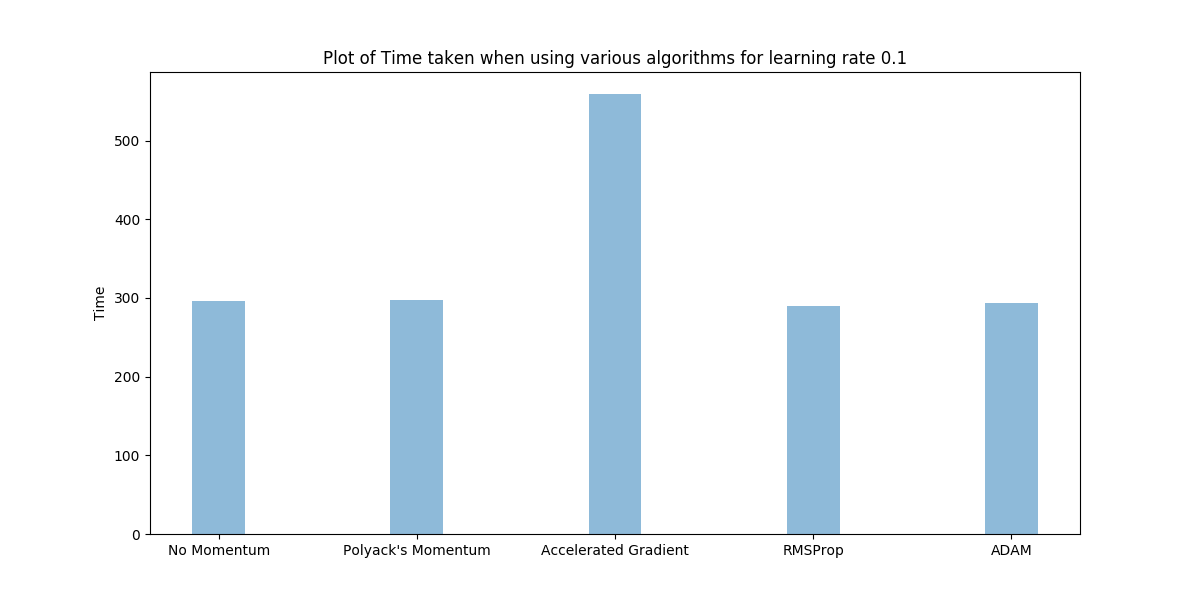 Plot of Time taken when using various algorithms for learning rate 0.1
500
400
300
200
100
0
Time
No Momentum
Polyack's Momentum
Accelerated Gradient
RMSProp
ADAM